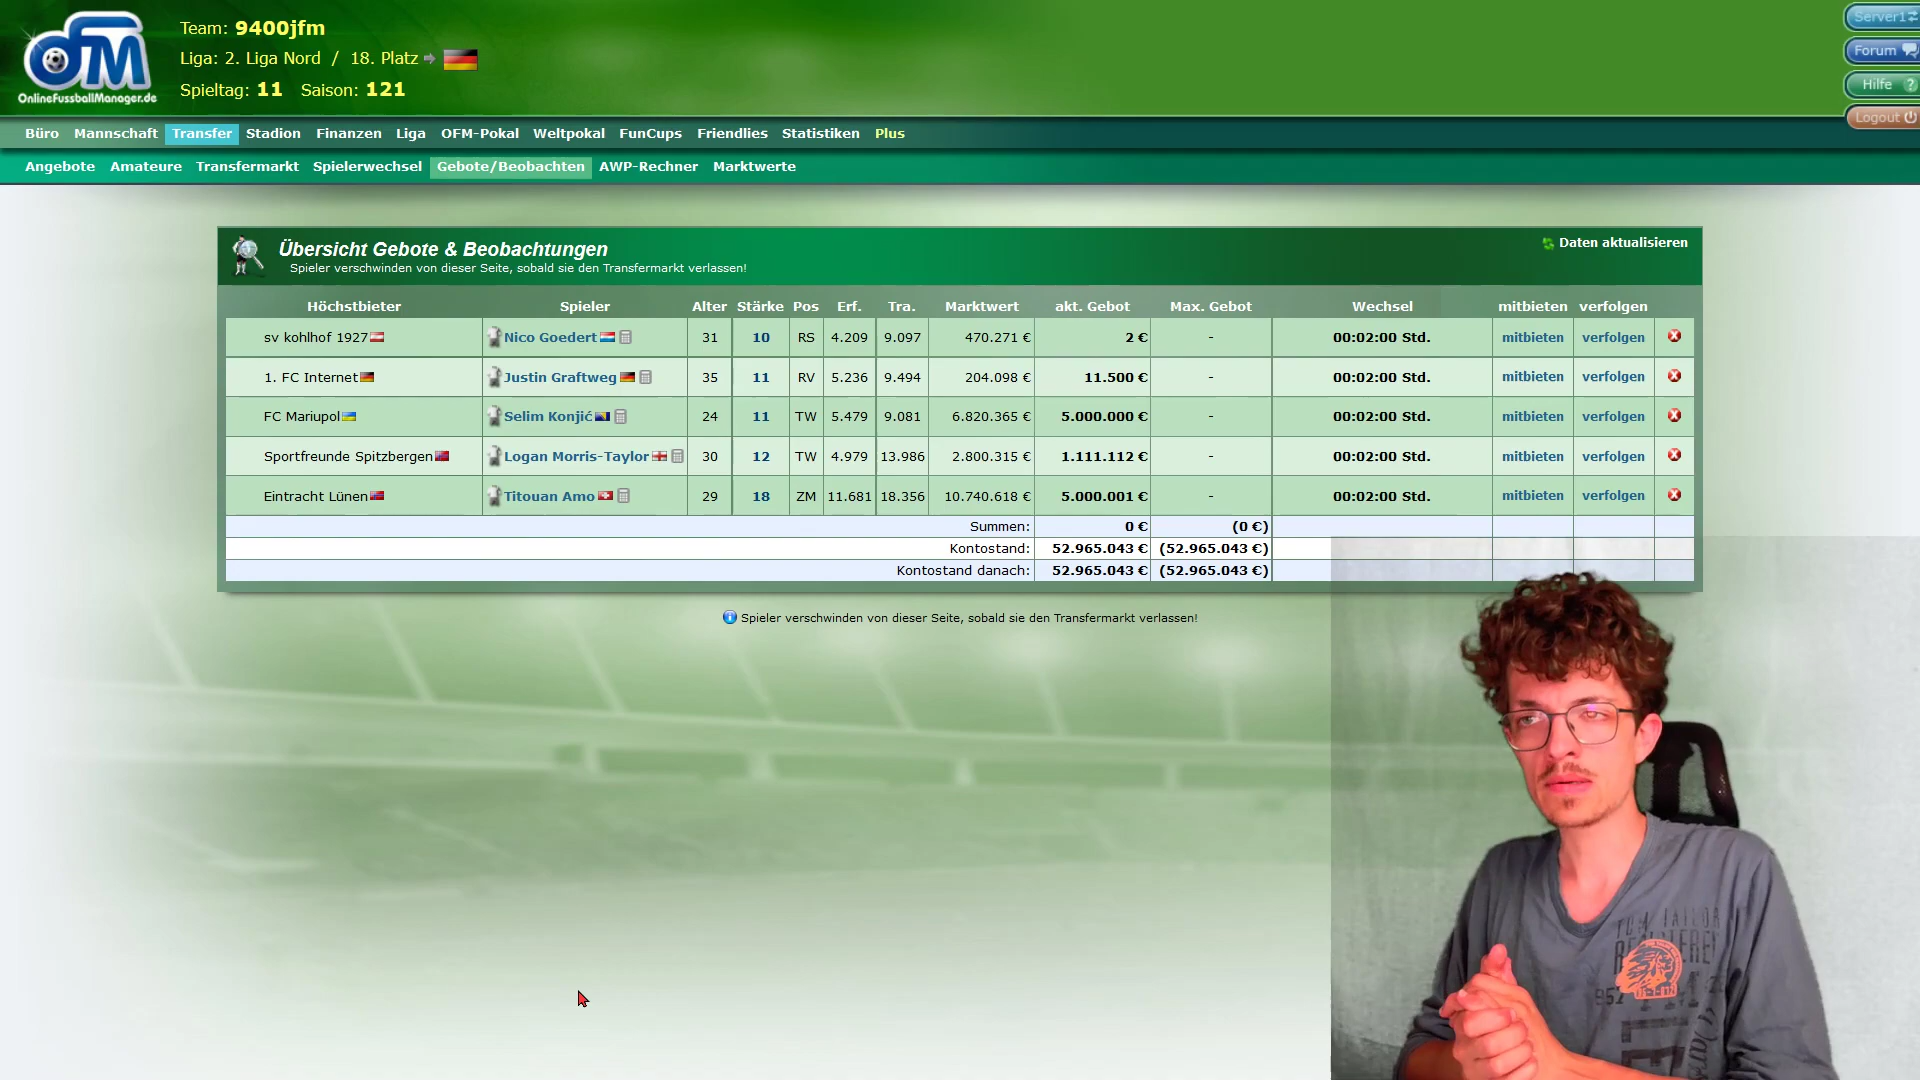 OFM
OnlineFussballManager.de
Team: 9400jfm
Liga: 2. Liga Nord / 18. Platz
Spieltag: 11 Saison: 121
Server1
Forum
Hilfe ?
Logout
Büro Mannschaft Transfer Stadion Finanzen Liga OFM-Pokal Weltpokal FunCups Friendlies Statistiken Plus
Angebote Amateure Transfermarkt Spielerwechsel Gebote/Beobachten AWP-Rechner Marktwerte
Übersicht Gebote & Beobachtungen
Spieler verschwinden von dieser Seite, sobald sie den Transfermarkt verlassen!
Daten aktualisieren
Höchstbieter Spieler Alter Stärke Pos Erf. Tra. Marktwert akt. Gebot Max. Gebot Wechsel mitbieten verfolgen
sv kohlhof 1927 Nico Goedert 31 10 RS 4.209 9.097 470.271 € 2 € - 00:02:00 Std. mitbieten verfolgen
1. FC Internet Justin Graftweg 35 11 RV 5.236 9.494 204.098 € 11.500 € - 00:02:00 Std. mitbieten verfolgen
FC Mariupol Selim Konjić 24 11 TW 5.479 9.081 6.820.365 € 5.000.000 € - 00:02:00 Std. mitbieten verfolgen
Sportfreunde Spitzbergen Logan Morris-Taylor 30 12 TW 4.979 13.986 2.800.315 € 1.111.112 € - 00:02:00 Std. mitbieten verfolgen
Eintracht Lünen Titouan Amo 29 18 ZM 11.681 18.356 10.740.618 € 5.000.001 € - 00:02:00 Std. mitbieten verfolgen
Summen: 0 € (0 €)
Kontostand: 52.965.043 € (52.965.043 €)
Kontostand danach: 52.965.043 € (52.965.043 €)
Spieler verschwinden von dieser Seite, sobald sie den Transfermarkt verlassen!
TOM TAILOR